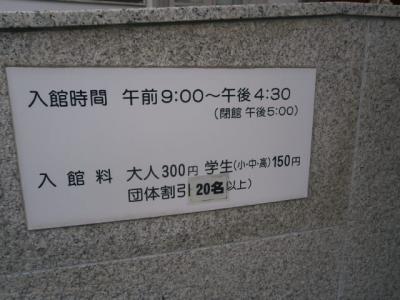 入館時間 午前9:00〜午後4:30
(閉館 午後5:00)
入館料 大人300円 学生(小・中・高)150円
団体割引20名以上)